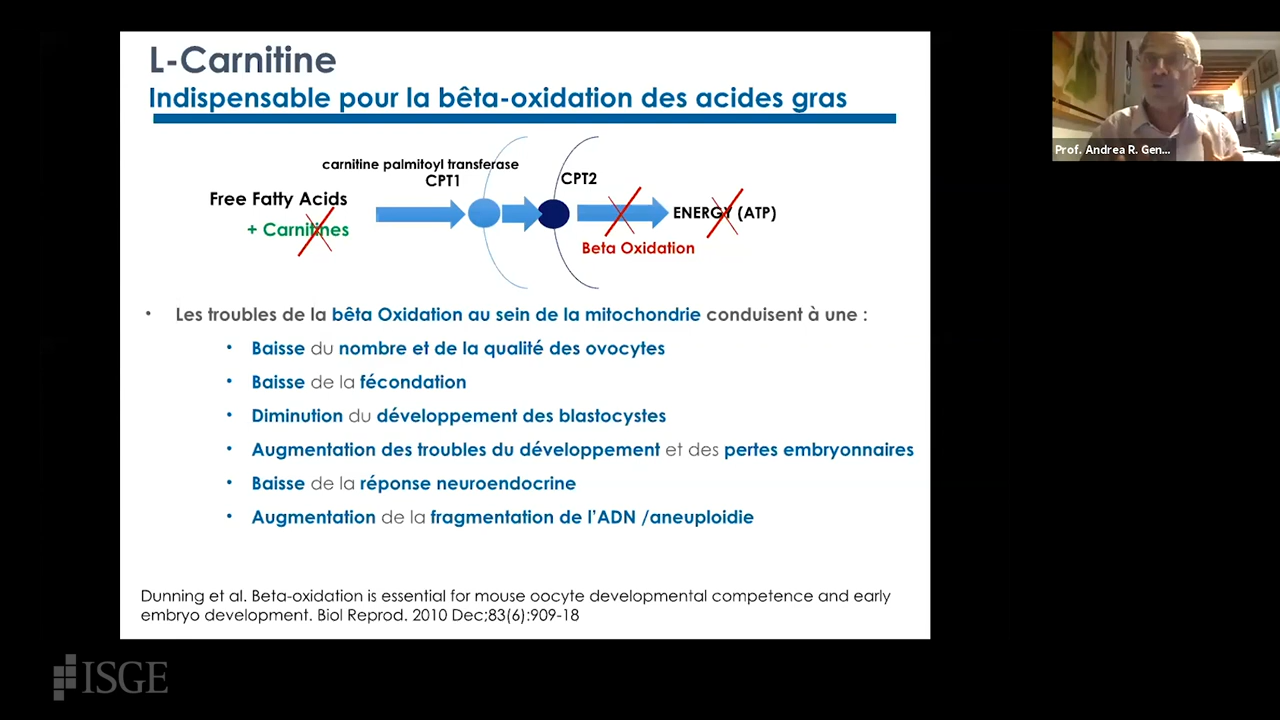 L-Carnitine
Indispensable pour la bêta-oxidation des acides gras
carnitine palmitoyl transferase
CPT1
CPT2
Free Fatty Acids
+ Carnitines
ENERGY (ATP)
Beta Oxidation
• Les troubles de la bêta Oxidation au sein de la mitochondrie conduisent à une :
• Baisse du nombre et de la qualité des ovocytes
• Baisse de la fécondation
• Diminution du développement des blastocystes
• Augmentation des troubles du développement et des pertes embryonnaires
• Baisse de la réponse neuroendocrine
• Augmentation de la fragmentation de l'ADN /aneuploidie
Dunning et al. Beta-oxidation is essential for mouse oocyte developmental competence and early
embryo development. Biol Reprod. 2010 Dec;83(6):909-18
Prof. Andrea R. Gen...
ISGE